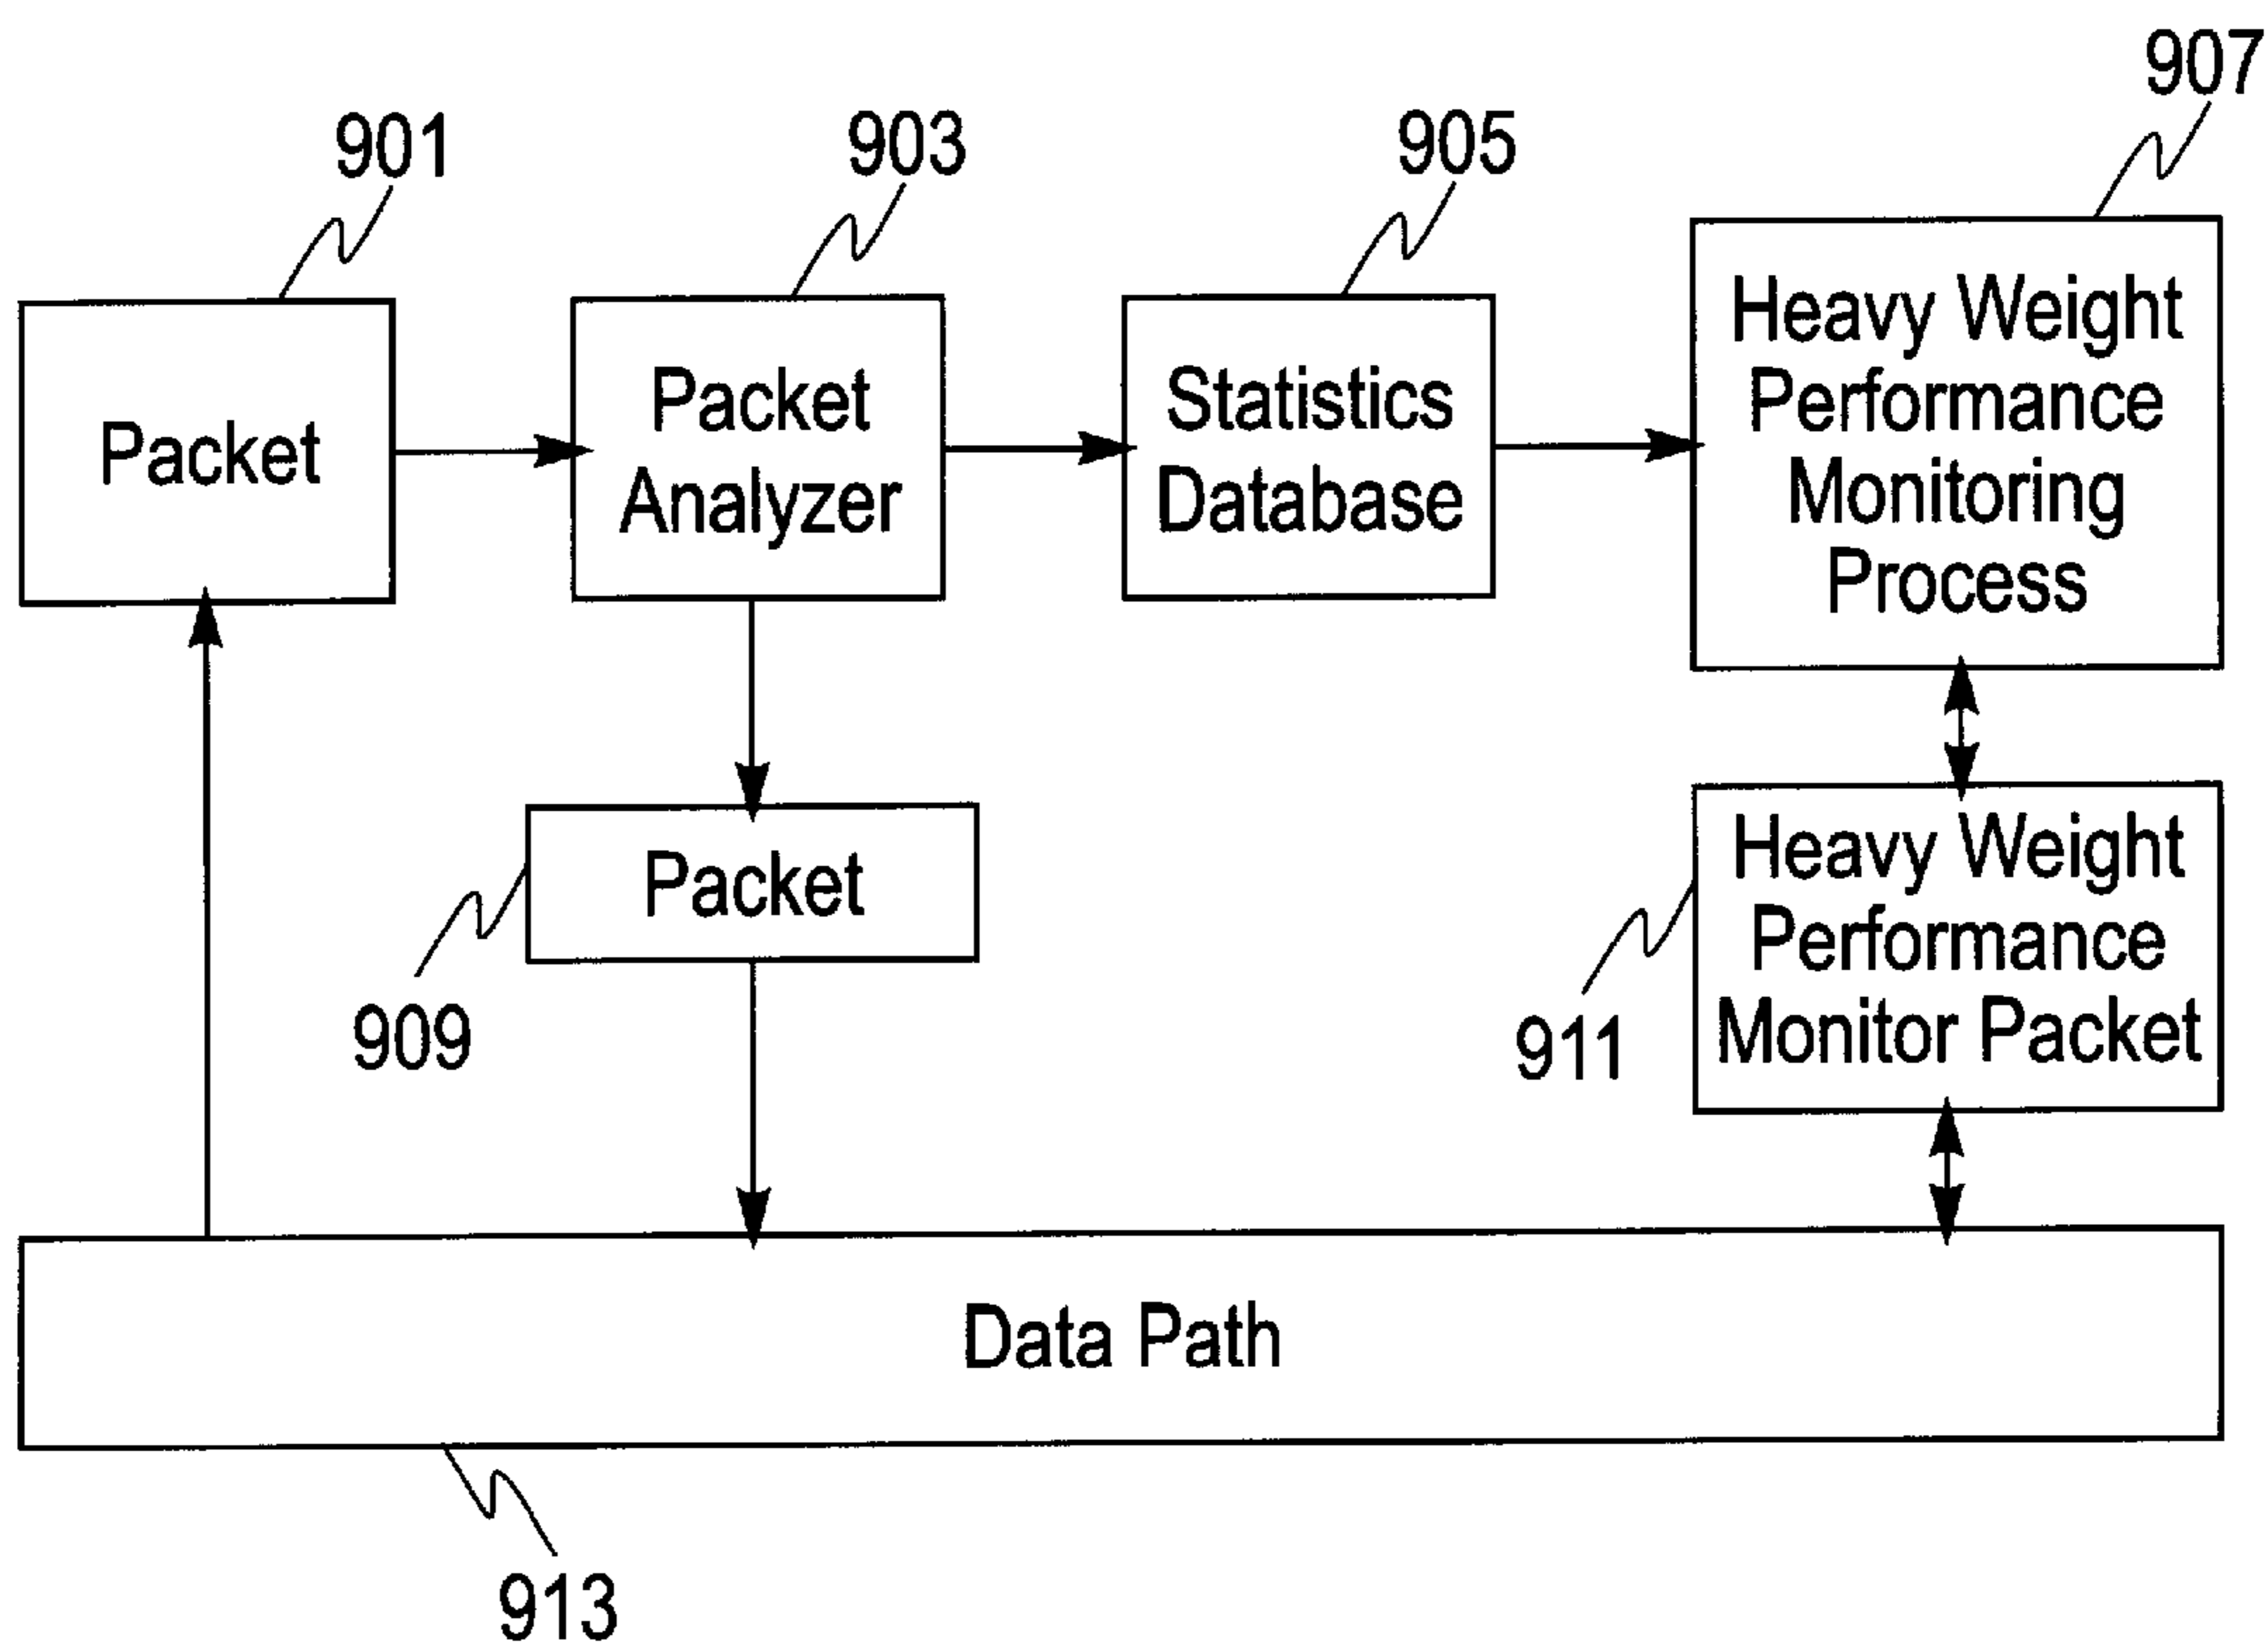 907
901
903
905
Packet
Packet
Analyzer
Statistics
Database
Heavy Weight
Performance
Monitoring
Process
Packet
909
Heavy Weight
Performance
Monitor Packet
911
Data Path
913